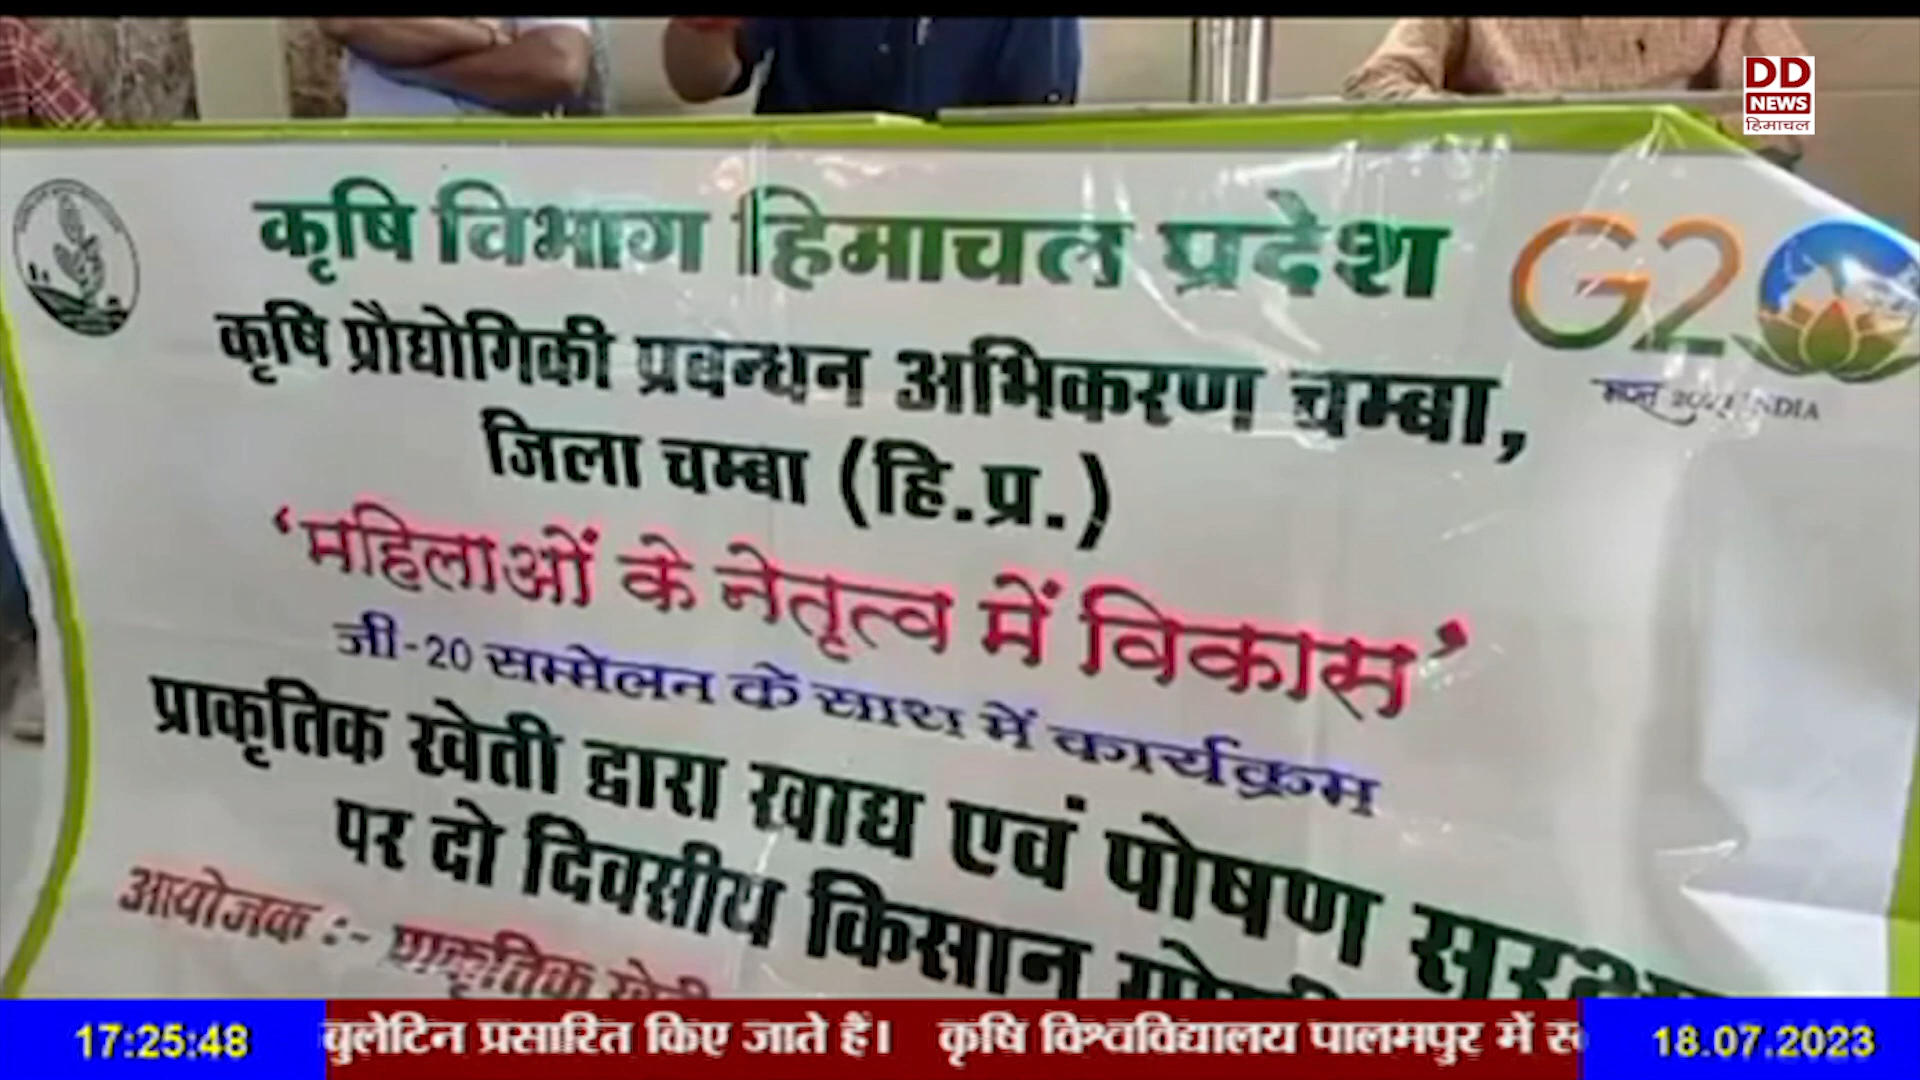 DD
NEWS
हिमाचल
कृषि विभाग हिमाचल प्रदेश
G20
कृषि प्रौद्योगिकी प्रबन्धन अभिकरण चम्बा,
INDIA
जिला चम्बा (हि.प्र.)
‘महिलाओं के नेतृत्व में विकास’
जी-20 सम्मेलन के साथ में कार्यक्रम
प्राकृतिक खेती द्वारा खाद्य एवं पोषण
पर दो दिवसीय किसान
आयोजक :- प्राकृतिक खेती
17:25:48
बुलेटिन प्रसारित किए जाते हैं। कृषि विश्वविद्यालय पालमपुर में
18.07.2023